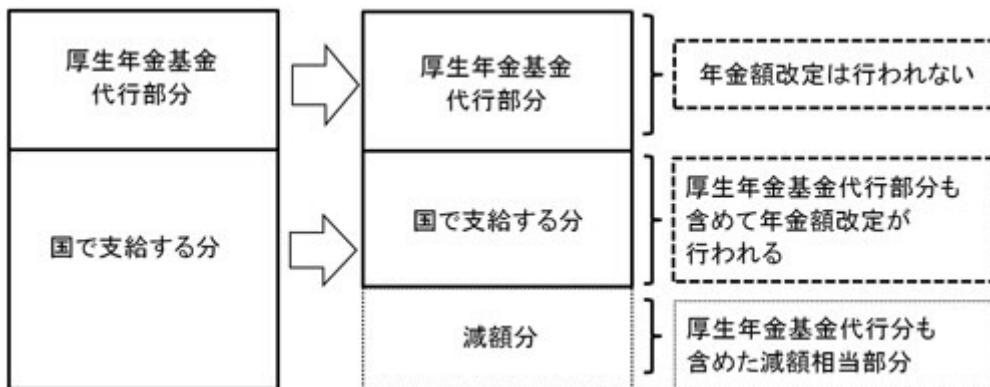 厚生年金基金
代行部分
厚生年金基金
代行部分
年金額改定は行われない
国で支給する分
国で支給する分
厚生年金基金代行部分も
含めて年金額改定が
行われる
減額分
厚生年金基金代行分も
含めた減額相当部分